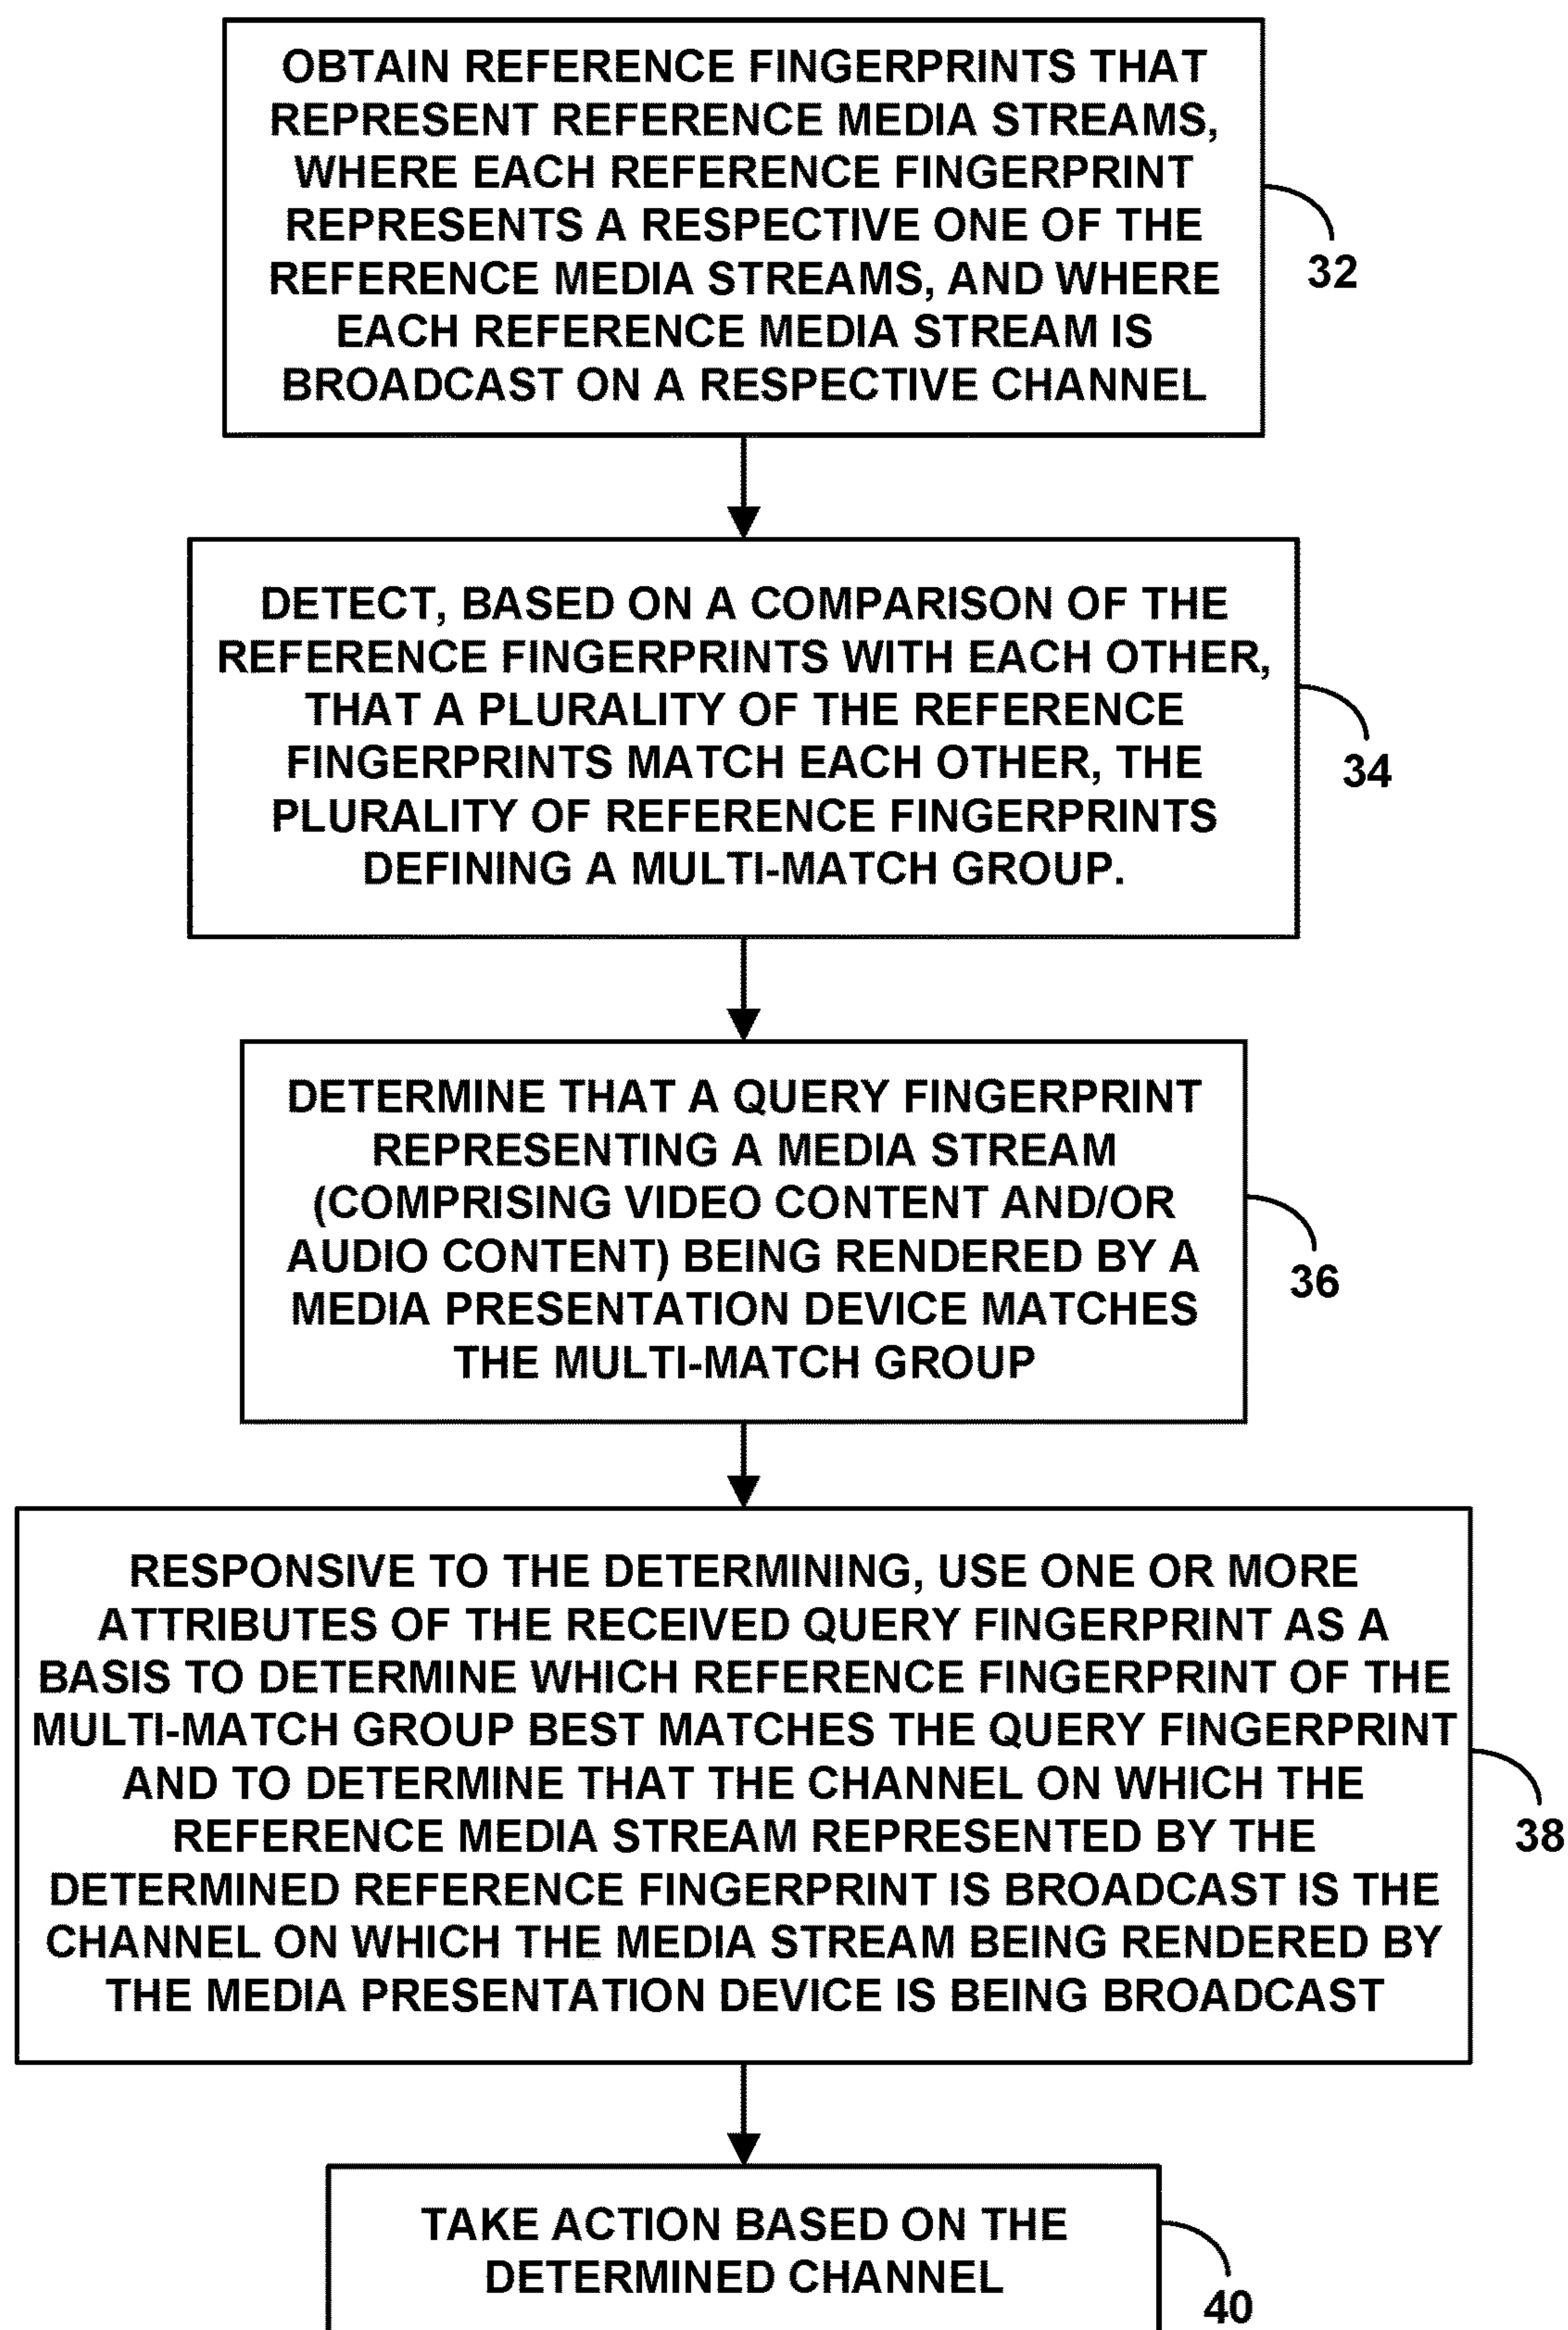 OBTAIN REFERENCE FINGERPRINTS THAT
REPRESENT REFERENCE MEDIA STREAMS,
WHERE EACH REFERENCE FINGERPRINT
REPRESENTS A RESPECTIVE ONE OF THE
REFERENCE MEDIA STREAMS, AND WHERE
EACH REFERENCE MEDIA STREAM IS
BROADCAST ON A RESPECTIVE CHANNEL
32
DETECT, BASED ON A COMPARISON OF THE
REFERENCE FINGERPRINTS WITH EACH OTHER,
THAT A PLURALITY OF THE REFERENCE
FINGERPRINTS MATCH EACH OTHER, THE
PLURALITY OF REFERENCE FINGERPRINTS
DEFINING A MULTI-MATCH GROUP.
34
DETERMINE THAT A QUERY FINGERPRINT
REPRESENTING A MEDIA STREAM
(COMPRISING VIDEO CONTENT AND/OR
AUDIO CONTENT) BEING RENDERED BY A
MEDIA PRESENTATION DEVICE MATCHES
THE MULTI-MATCH GROUP
36
RESPONSIVE TO THE DETERMINING, USE ONE OR MORE
ATTRIBUTES OF THE RECEIVED QUERY FINGERPRINT AS A
BASIS TO DETERMINE WHICH REFERENCE FINGERPRINT OF THE
MULTI-MATCH GROUP BEST MATCHES THE QUERY FINGERPRINT
AND TO DETERMINE THAT THE CHANNEL ON WHICH THE
REFERENCE MEDIA STREAM REPRESENTED BY THE
DETERMINED REFERENCE FINGERPRINT IS BROADCAST IS THE
CHANNEL ON WHICH THE MEDIA STREAM BEING RENDERED BY
THE MEDIA PRESENTATION DEVICE IS BEING BROADCAST
38
TAKE ACTION BASED ON THE
DETERMINED CHANNEL
40